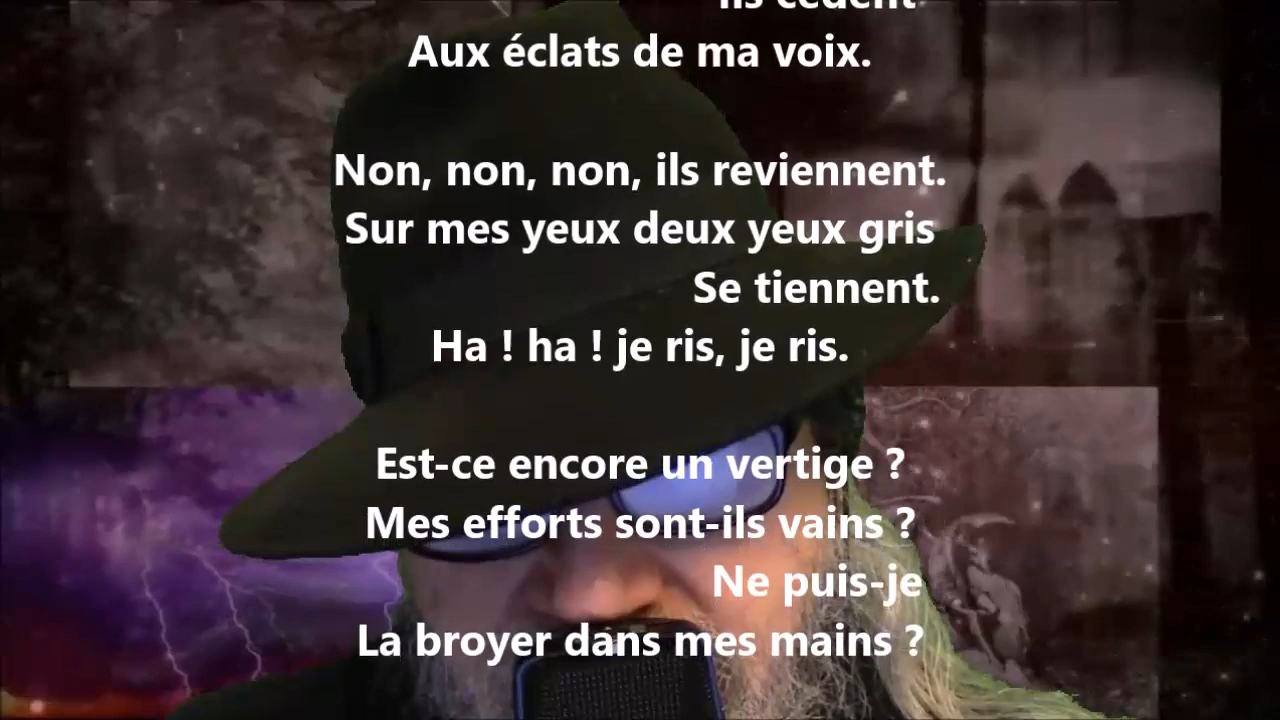 Ils cèdent
Aux éclats de ma voix.
Non, non, non, ils reviennent.
Sur mes yeux deux yeux gris
Se tiennent.
Ha ! ha ! je ris, je ris.
Est-ce encore un vertige ?
Mes efforts sont-ils vains ?
Ne puis-je
La broyer dans mes mains ?